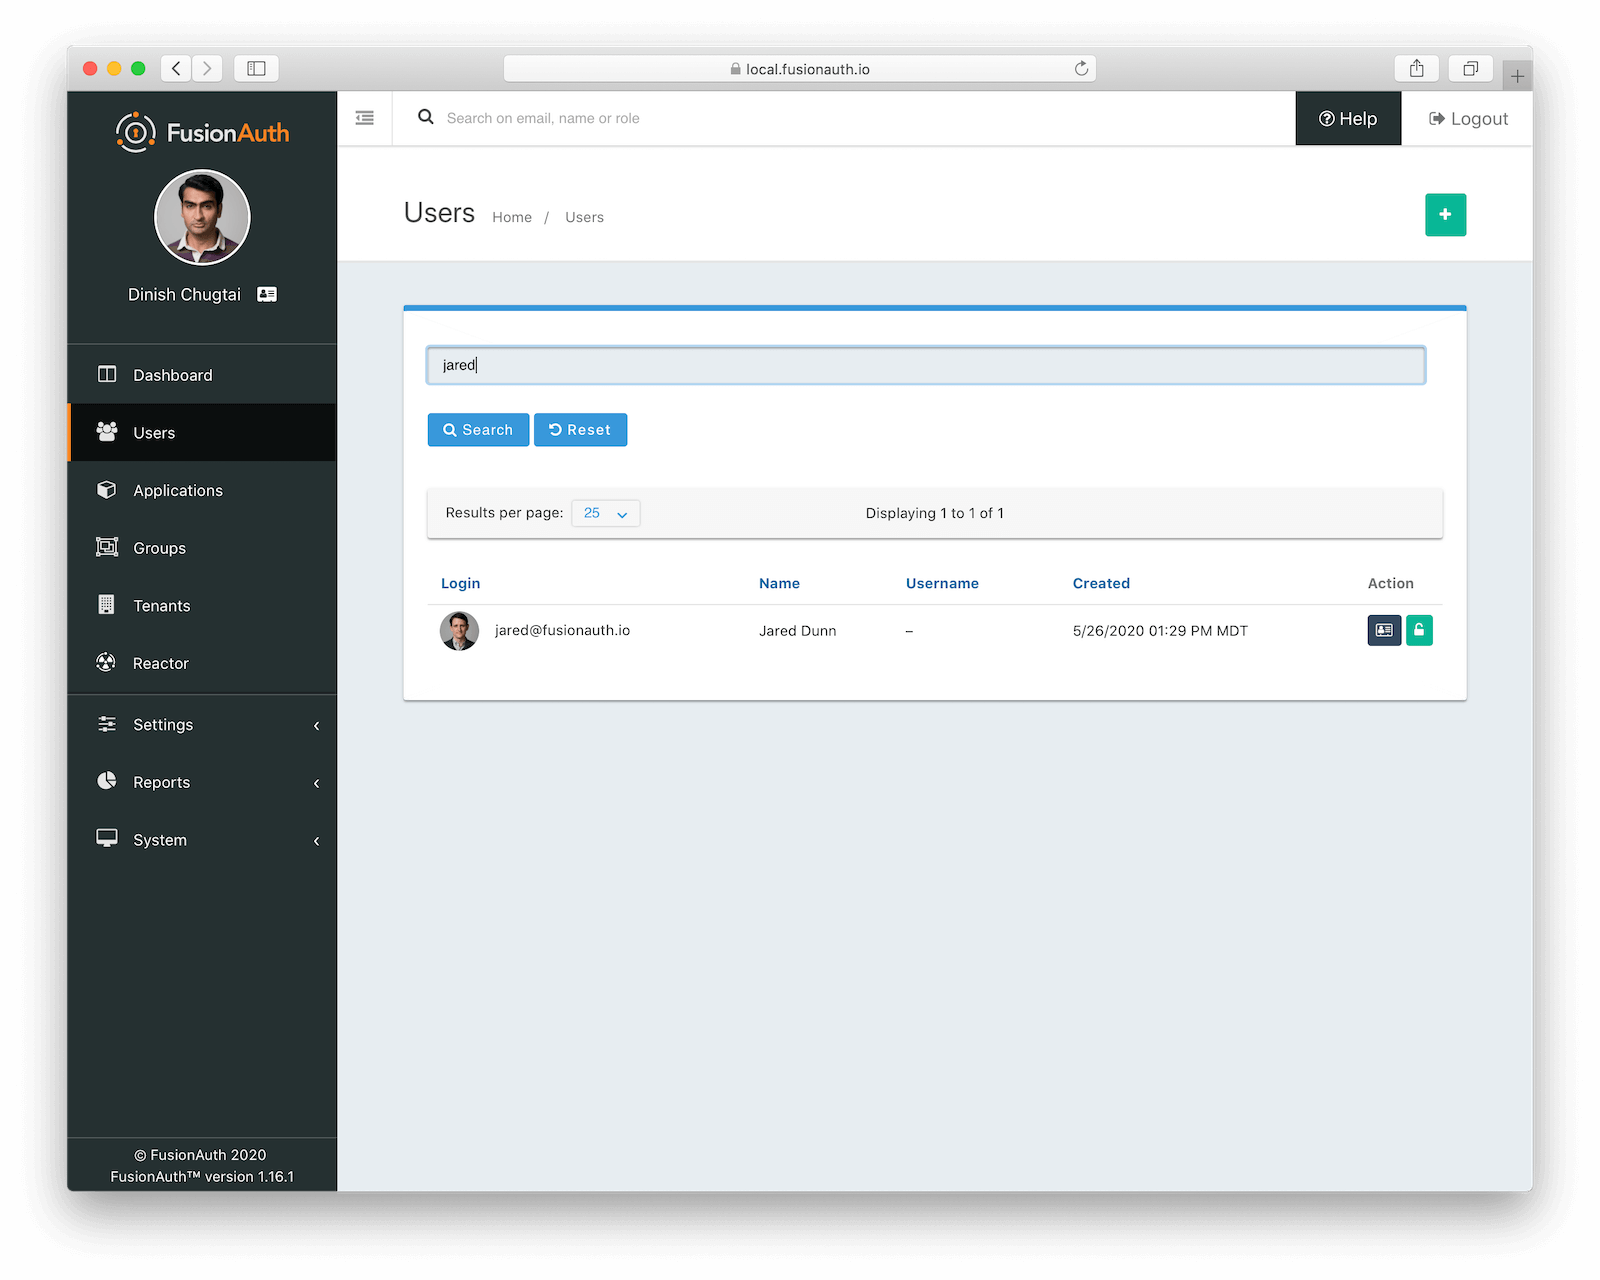 local.fusionauth.io
FusionAuth
Search on email, name or role
Help
Logout
Dinish Chugtai
Users
Home / Users
Dashboard
Users
Applications
Groups
Tenants
Reactor
Settings
Reports
System
jared
Search
Reset
Results per page: 25
Displaying 1 to 1 of 1
Login Name Username Created Action
jared@fusionauth.io Jared Dunn – 5/26/2020 01:29 PM MDT
© FusionAuth 2020
FusionAuth™ version 1.16.1